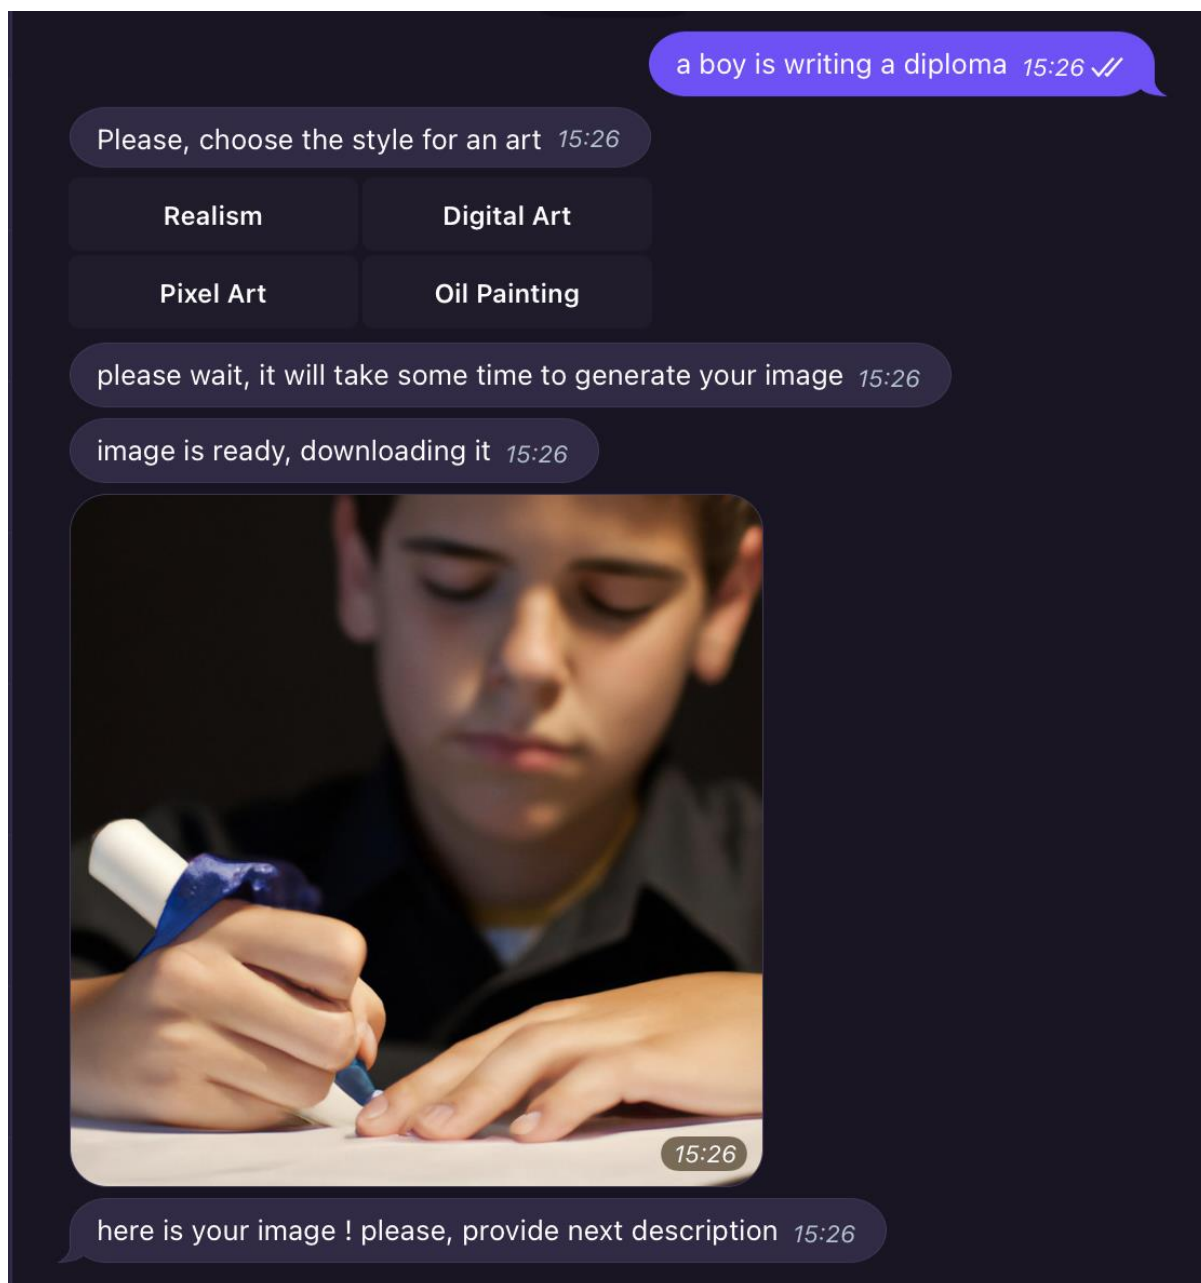 a boy is writing a diploma 15:26
Please, choose the style for an art 15:26
Realism Digital Art
Pixel Art Oil Painting
please wait, it will take some time to generate your image 15:26
image is ready, downloading it 15:26
15:26
here is your image ! please, provide next description 15:26